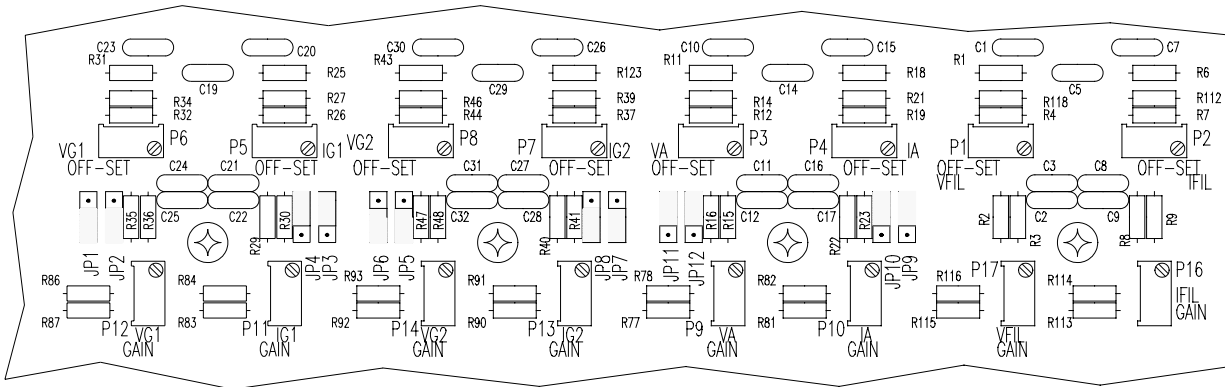 C23 C20 C30 C26 C10 C15 C1 C7
R31 R25 R43 R123 R11 R18 R1 R6
C19 C29 C14 C5
R34 R27 R46 R39 R14 R21 R118 R112
R32 R26 R44 R37 R12 R19 R4 R7
P6 P5 P8 P7 P3 P4 P1 P2
VG1 IG1 VG2 IG2 VA IA
OFF-SET OFF-SET OFF-SET OFF-SET OFF-SET OFF-SET OFF-SET OFF-SET
VFIL IFIL
C24 C21 C31 C27 C11 C16 C3 C8
C25 C22 C32 C28 C12 C17 C2 C9
R35 R36 R29 R30 R47 R48 R40 R41 R16 R15 R22 R23 R2 R3 R8 R9
JP1 JP2 JP4 JP3 JP6 JP5 JP8 JP7 JP11 JP12 JP10 JP9
R86 R84 R93 R91 R78 R82 R116 P17 R114 P16
R87 P12 R83 P11 R92 P14 R90 P13 R77 P9 R81 P10 R115 R113
VG1 IG1 VG2 IG2 VA IA VFIL IFIL
GAIN GAIN GAIN GAIN GAIN GAIN GAIN GAIN